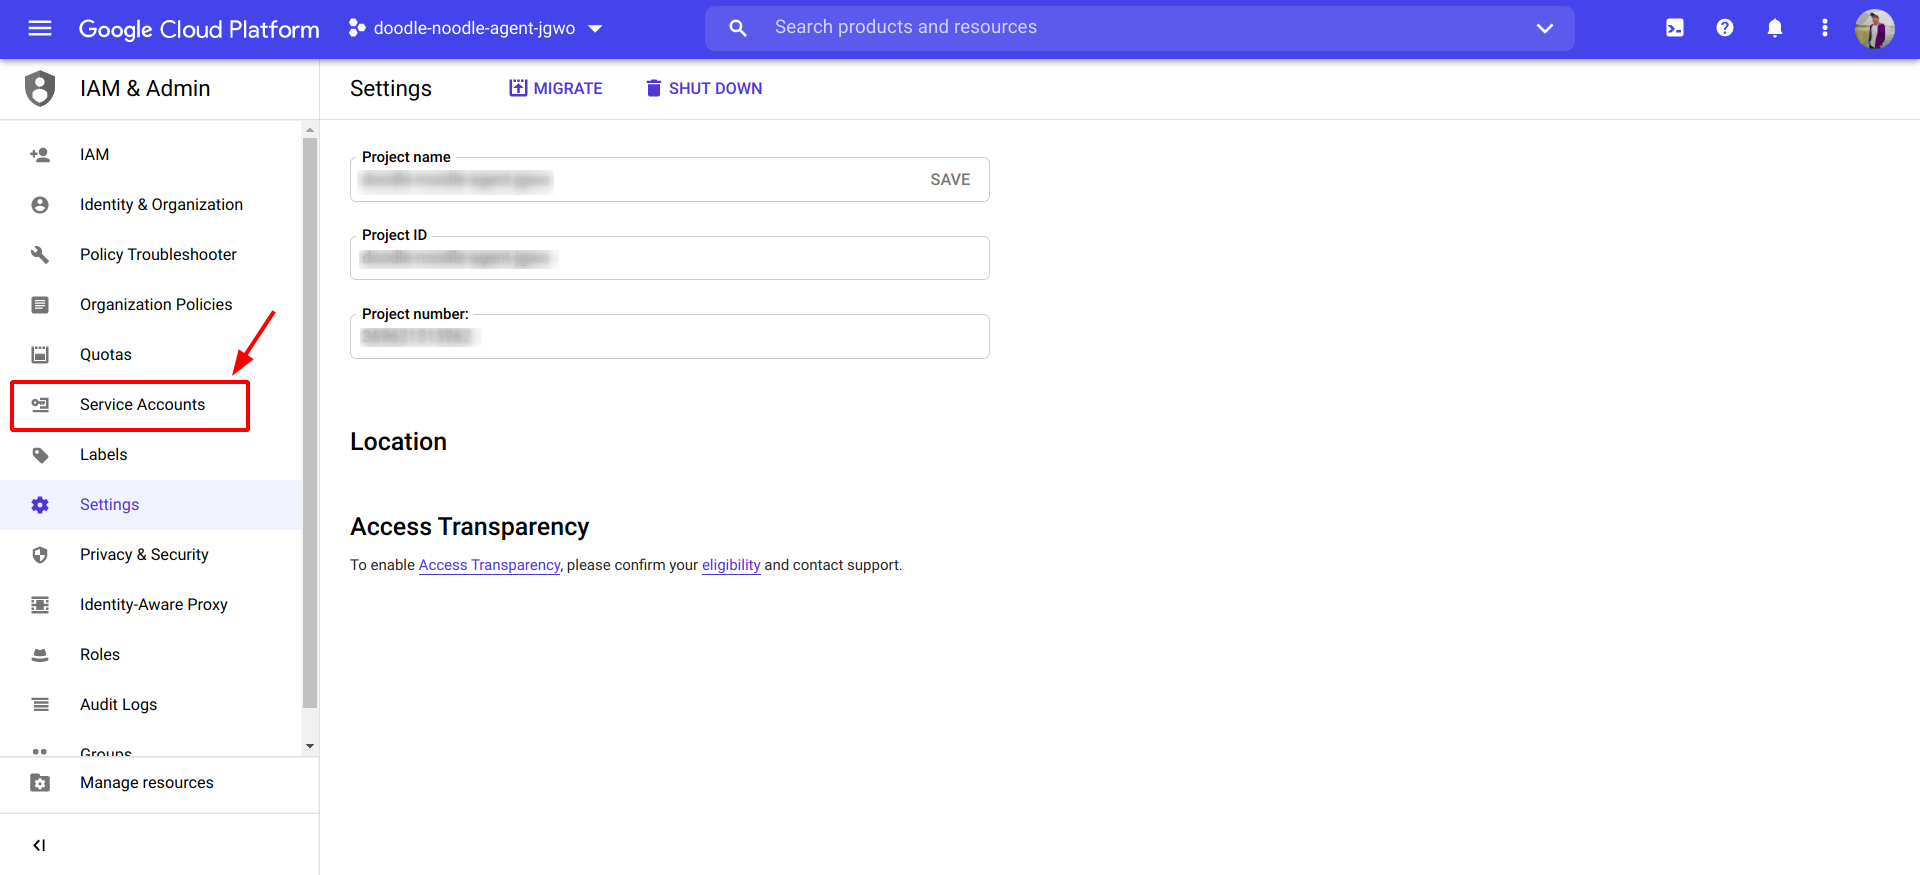 Google Cloud Platform
doodle-noodle-agent-jgwo
Search products and resources
IAM & Admin
Settings
MIGRATE
SHUT DOWN
IAM
Identity & Organization
Policy Troubleshooter
Organization Policies
Quotas
Service Accounts
Labels
Settings
Privacy & Security
Identity-Aware Proxy
Roles
Audit Logs
Groups
Manage resources
Project name
SAVE
Project ID
Project number:
Location
Access Transparency
To enable Access Transparency, please confirm your eligibility and contact support.